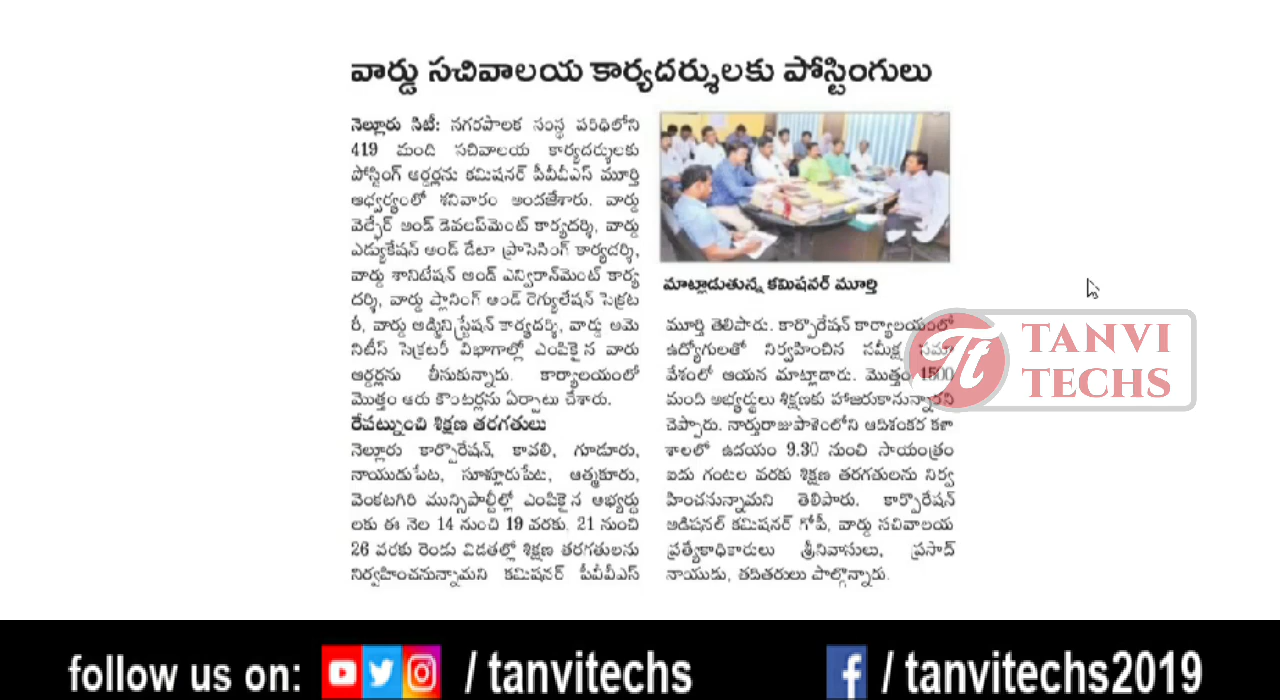 వార్డు సచివాలయ కార్యదర్శులకు పోస్టింగులు
నెల్లూరు సిటీ: నగరపాలక సంస్థ పరిధిలోని
419 మంది సచివాలయ కార్యదర్శులకు
పోస్టింగ్ ఆర్డర్లను కమిషనర్ పీవీవీఎస్ మూర్తి
ఆధ్వర్యంలో శనివారం అందజేశారు. వార్డు
వెల్ఫేర్ అండ్ డెవలప్‌మెంట్ కార్యదర్శి, వార్డు
ఎడ్యుకేషన్ అండ్ డేటా ప్రాసెసింగ్ కార్యదర్శి,
వార్డు శానిటేషన్ అండ్ ఎన్విరాన్‌మెంట్ కార్య
దర్శి, వార్డు ప్లానింగ్ అండ్ రెగ్యులేషన్ సెక్రట
రీ, వార్డు అడ్మినిస్ట్రేషన్ కార్యదర్శి, వార్డు అమె
నిటీస్ సెక్రటరీ విభాగాల్లో ఎంపికైన వారు
ఆర్డర్లను తీసుకున్నారు. కార్యాలయంలో
మొత్తం ఆరు కౌంటర్లను ఏర్పాటు చేశారు.
రేపట్నుంచి శిక్షణ తరగతులు
నెల్లూరు కార్పొరేషన్, కావలి, గూడూరు,
నాయుడుపేట, సూళ్లూరుపేట, ఆత్మకూరు,
వెంకటగిరి మున్సిపాల్టీల్లో ఎంపికైన అభ్యర్థు
లకు ఈ నెల 14 నుంచి 19 వరకు, 21 నుంచి
26 వరకు రెండు విడతల్లో శిక్షణ తరగతులను
నిర్వహించనున్నామని కమిషనర్ పీవీవీఎస్
మాట్లాడుతున్న కమిషనర్ మూర్తి
మూర్తి తెలిపారు. కార్పొరేషన్ కార్యాలయంలో
ఉద్యోగులతో నిర్వహించిన సమీక్ష సమా
వేశంలో ఆయన మాట్లాడారు. మొత్తం 1500
మంది అభ్యర్థులు శిక్షణకు హాజరుకానున్నారని
చెప్పారు. నార్తురాజుపాళెంలోని ఆదిశంకర కళా
శాలలో ఉదయం 9.30 నుంచి సాయంత్రం
ఐదు గంటల వరకు శిక్షణ తరగతులను నిర్వ
హించనున్నామని తెలిపారు. కార్పొరేషన్
అడిషనల్ కమిషనర్ గోపీ, వార్డు సచివాలయ
ప్రత్యేకాధికారులు శ్రీనివాసులు, ప్రసాద్
నాయుడు, తదితరులు పాల్గొన్నారు.
TANVI
TECHS
follow us on: / tanvitechs / tanvitechs2019